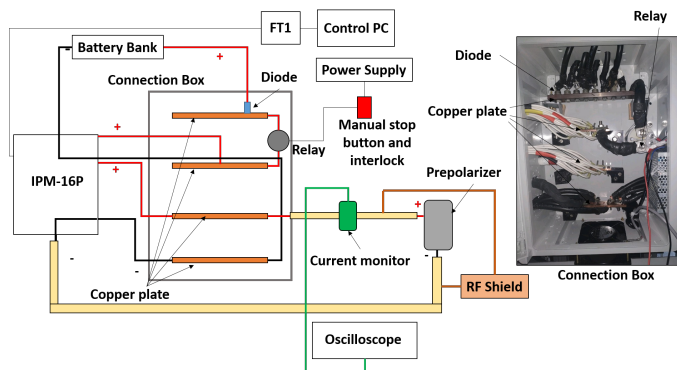 Relay
FT1
Control PC
Battery Bank
-
+
Diode
Connection Box
Diode
Power Supply
Copper plate
+
Manual stop
button and
interlock
Relay
+
IPM-16P
Prepolarizer
+
-
-
-
Current monitor
Connection Box
Copper plate
RF Shield
Oscilloscope